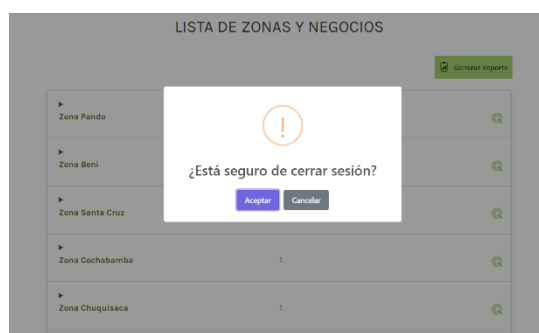 LISTA DE ZONAS Y NEGOCIOS
Generar Reporte
Zona Pando
!
¿Está seguro de cerrar sesión?
Zona Beni
Aceptar Cancelar
Zona Santa Cruz
Zona Cochabamba 1
Zona Chuquisaca 1